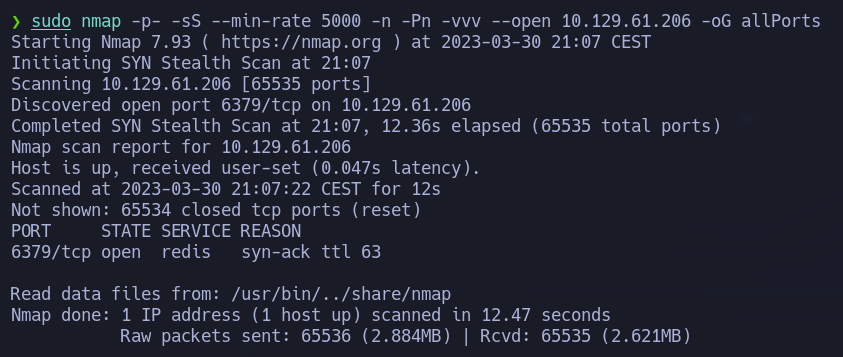 ❯ sudo nmap -p- -sS --min-rate 5000 -n -Pn -vvv --open 10.129.61.206 -oG allPorts
Starting Nmap 7.93 ( https://nmap.org ) at 2023-03-30 21:07 CEST
Initiating SYN Stealth Scan at 21:07
Scanning 10.129.61.206 [65535 ports]
Discovered open port 6379/tcp on 10.129.61.206
Completed SYN Stealth Scan at 21:07, 12.36s elapsed (65535 total ports)
Nmap scan report for 10.129.61.206
Host is up, received user-set (0.047s latency).
Scanned at 2023-03-30 21:07:22 CEST for 12s
Not shown: 65534 closed tcp ports (reset)
PORT     STATE SERVICE REASON
6379/tcp open  redis   syn-ack ttl 63
Read data files from: /usr/bin/../share/nmap
Nmap done: 1 IP address (1 host up) scanned in 12.47 seconds
           Raw packets sent: 65536 (2.884MB) | Rcvd: 65535 (2.621MB)